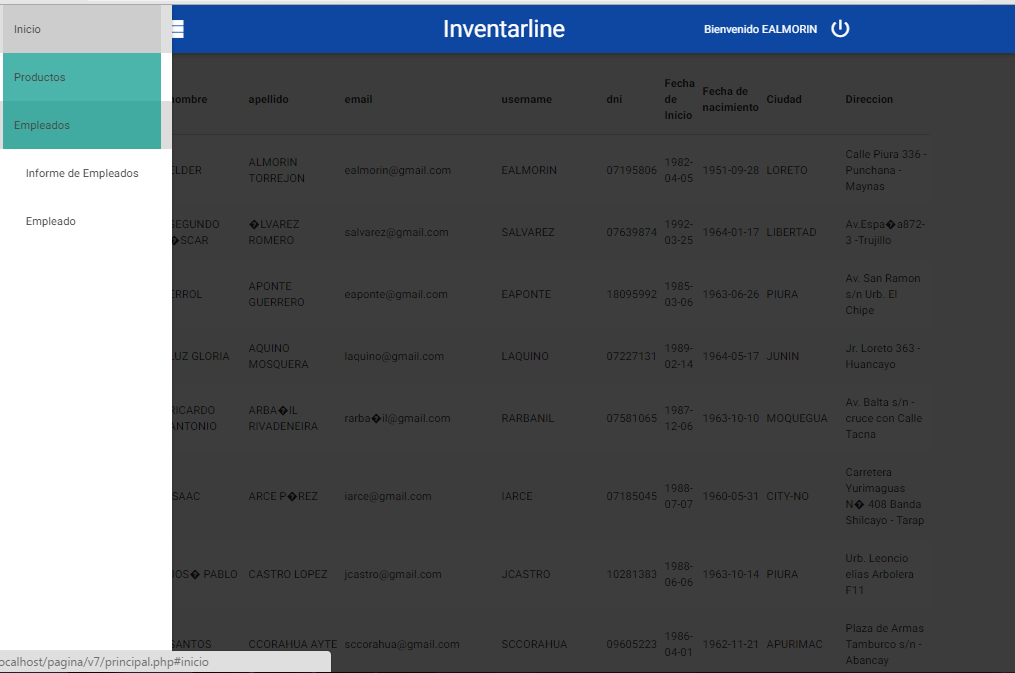 Inicio
Inventarline
Bienvenido EALMORIN
Productos
Empleados
Informe de Empleados
Empleado
ombre apellido email username dni Fecha de Inicio Fecha de nacimiento Ciudad Direccion
ELDER ALMORIN TORREJON ealmorin@gmail.com EALMORIN 07195806 1982-04-05 1951-09-28 LORETO Calle Piura 336 - Punchana - Maynas
SEGUNDO �SCAR �LVAREZ ROMERO salvarez@gmail.com SALVAREZ 07639874 1992-03-25 1964-01-17 LIBERTAD Av.Espa�a872-3 -Trujillo
ERROL APONTE GUERRERO eaponte@gmail.com EAPONTE 18095992 1985-03-06 1963-06-26 PIURA Av. San Ramon s/n Urb. El Chipe
LUZ GLORIA AQUINO MOSQUERA laquino@gmail.com LAQUINO 07227131 1989-02-14 1964-05-17 JUNIN Jr. Loreto 363 - Huancayo
RICARDO ANTONIO ARBA�IL RIVADENEIRA rarba�il@gmail.com RARBANIL 07581065 1987-12-06 1963-10-10 MOQUEGUA Av. Balta s/n - cruce con Calle Tacna
ISAAC ARCE P�REZ iarce@gmail.com IARCE 07185045 1988-07-07 1960-05-31 CITY-NO Carretera Yurimaguas N� 408 Banda Shilcayo - Tarap
JOS� PABLO CASTRO LOPEZ jcastro@gmail.com JCASTRO 10281383 1988-06-06 1963-10-14 PIURA Urb. Leoncio elias Arbolera F11
SANTOS CCORAHUA AYTE sccorahua@gmail.com SCCORAHUA 09605223 1986-04-01 1962-11-21 APURIMAC Plaza de Armas Tamburco s/n - Abancay
ocalhost/pagina/v7/principal.php#inicio